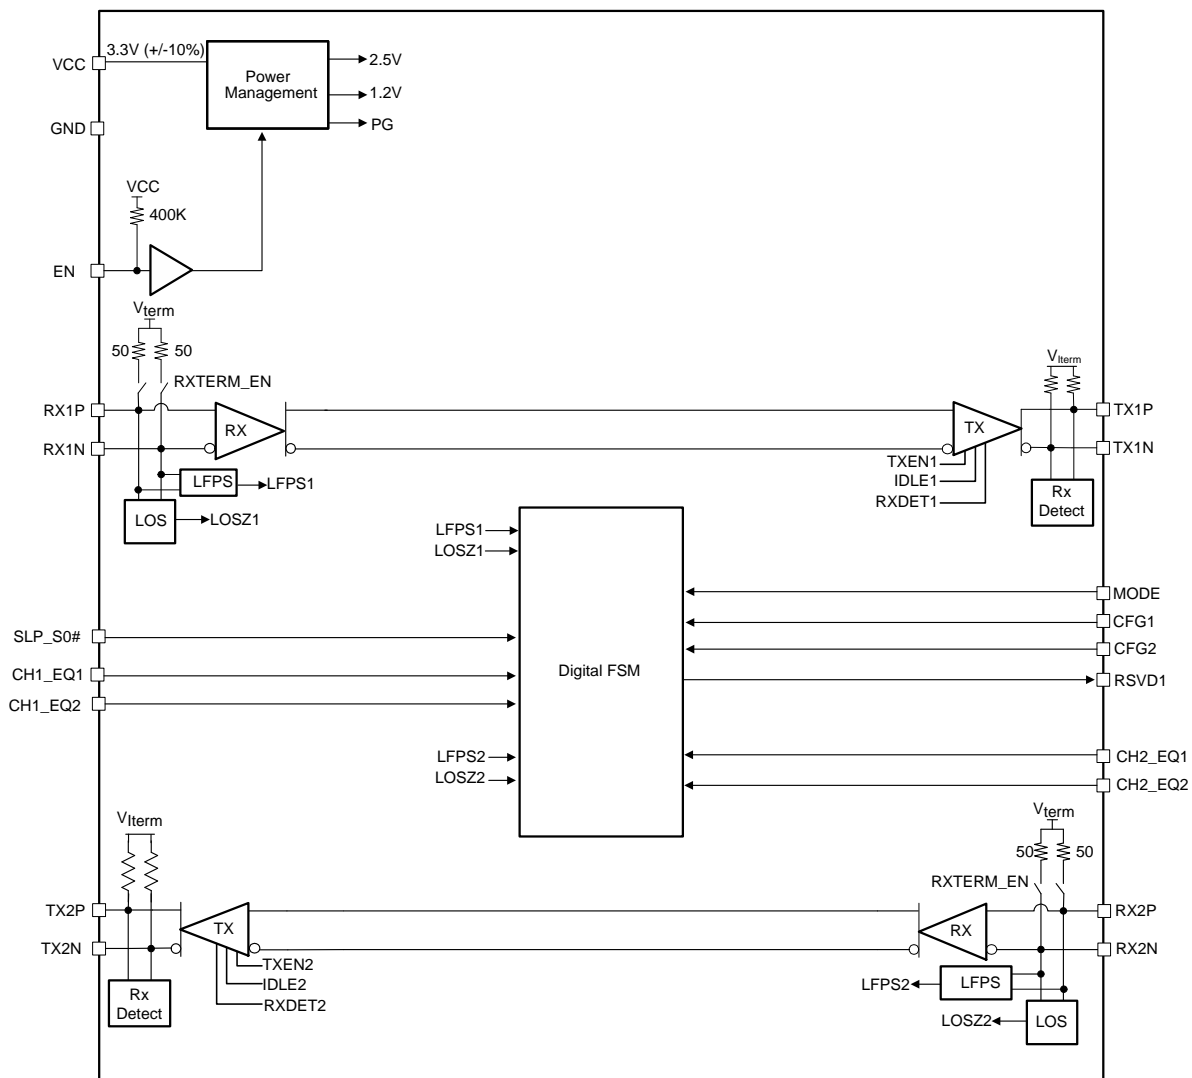 3.3V (+/-10%)
VCC
Power
Management
2.5V
1.2V
PG
GND
VCC
400K
EN
Vterm
50
50
RXTERM_EN
RX1P
RX1N
RX
LFPS
LFPS1
LOS
LOSZ1
VIterm
TX
TX1P
TX1N
TXEN1
IDLE1
RXDET1
Rx
Detect
LFPS1
LOSZ1
MODE
CFG1
CFG2
RSVD1
SLP_S0#
CH1_EQ1
CH1_EQ2
Digital FSM
LFPS2
LOSZ2
CH2_EQ1
CH2_EQ2
VIterm
TX2P
TX2N
TX
TXEN2
IDLE2
RXDET2
Rx
Detect
Vterm
50
50
RXTERM_EN
RX
RX2P
RX2N
LFPS2
LFPS
LOSZ2
LOS